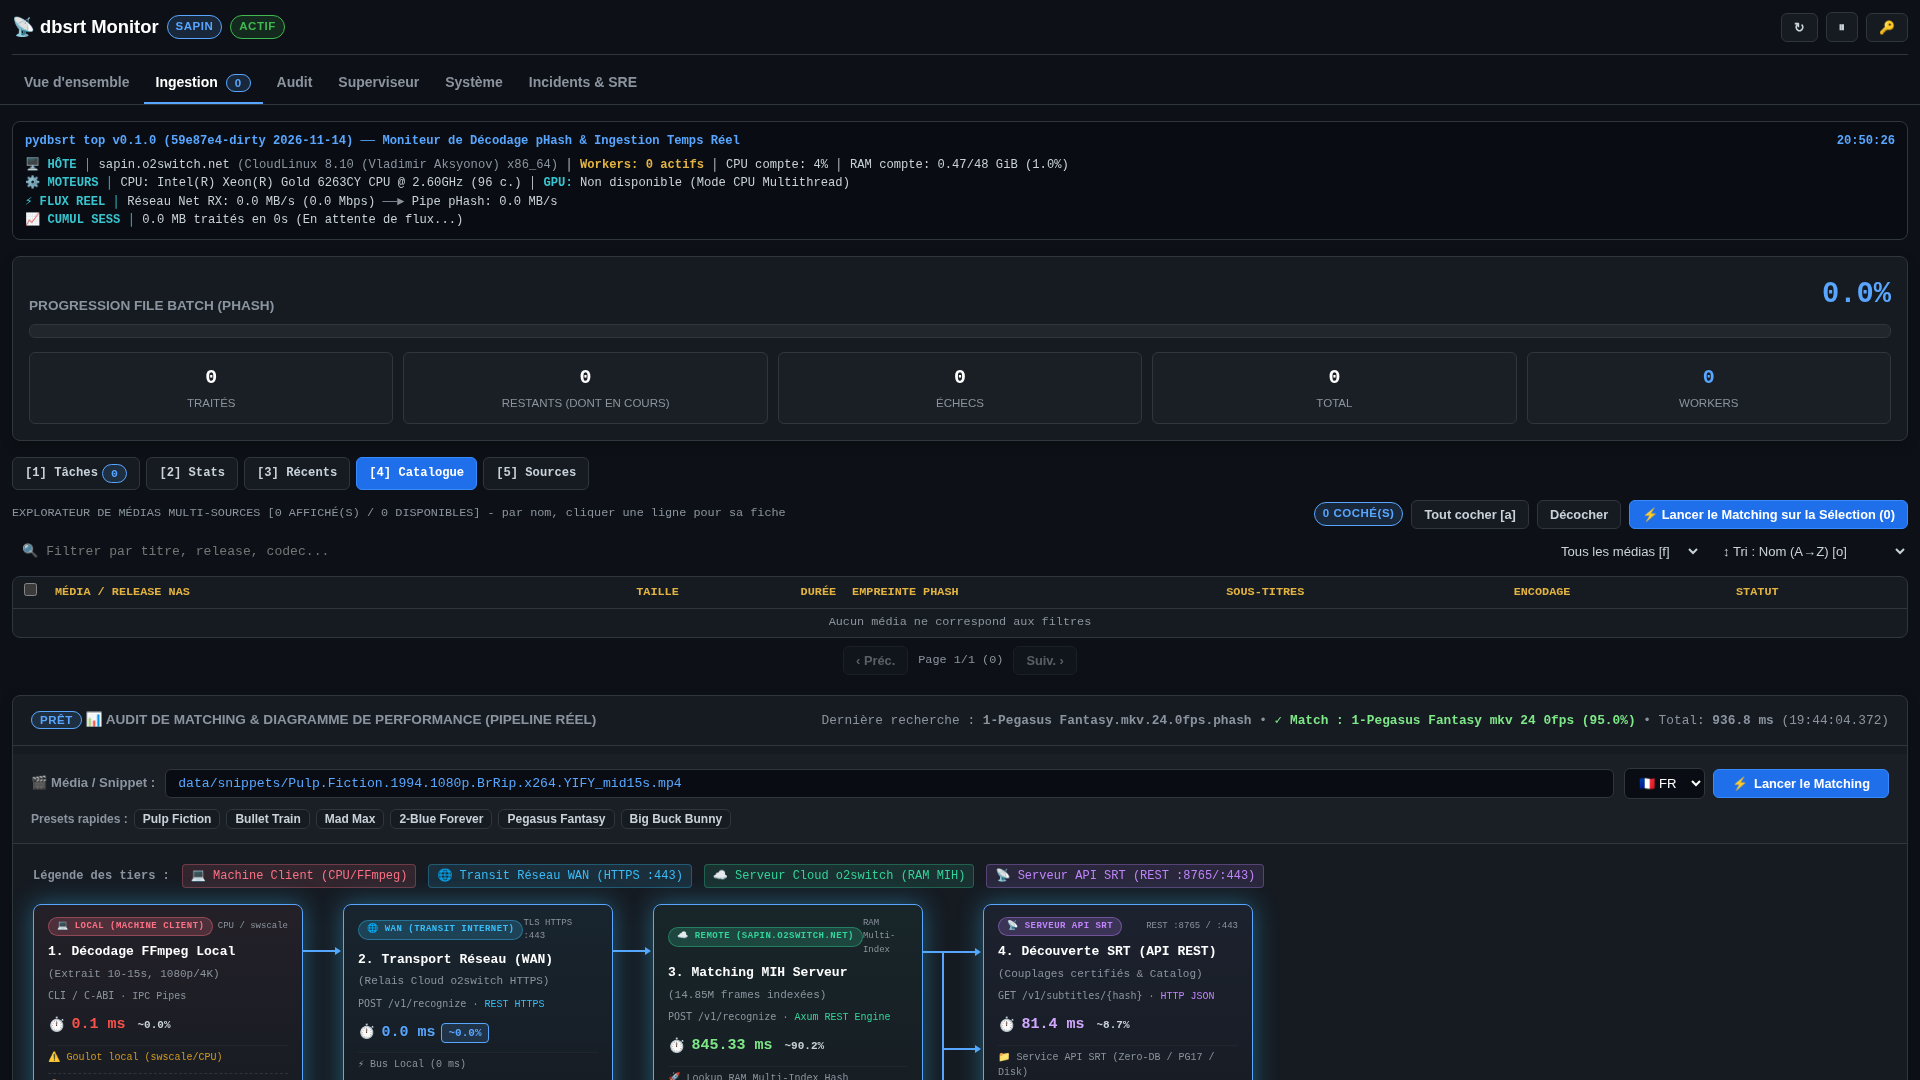 📡 dbsrt Monitor SAPIN ACTIF ↻ ⏸ 🔑
Vue d'ensemble Ingestion 0 Audit Superviseur Système Incidents & SRE
pydbsrt top v0.1.0 (59e87e4-dirty 2026-11-14) —— Moniteur de Décodage pHash & Ingestion Temps Réel 20:50:26
🖥️ HÔTE │ sapin.o2switch.net (CloudLinux 8.10 (Vladimir Aksyonov) x86_64) │ Workers: 0 actifs │ CPU compte: 4% │ RAM compte: 0.47/48 GiB (1.0%)
⚙️ MOTEURS │ CPU: Intel(R) Xeon(R) Gold 6263CY CPU @ 2.60GHz (96 c.) │ GPU: Non disponible (Mode CPU Multithread)
⚡ FLUX REEL │ Réseau Net RX: 0.0 MB/s (0.0 Mbps) ──▶ Pipe pHash: 0.0 MB/s
📈 CUMUL SESS │ 0.0 MB traités en 0s (En attente de flux...)
PROGRESSION FILE BATCH (PHASH) 0.0%
0 0 0 0 0
TRAITÉS RESTANTS (DONT EN COURS) ÉCHECS TOTAL WORKERS
[1] Tâches 0 [2] Stats [3] Récents [4] Catalogue [5] Sources
EXPLORATEUR DE MÉDIAS MULTI-SOURCES [0 AFFICHÉ(S) / 0 DISPONIBLES] - par nom, cliquer une ligne pour sa fiche 0 COCHÉ(S) Tout cocher [a] Décocher ⚡ Lancer le Matching sur la Sélection (0)
🔍 Filtrer par titre, release, codec... Tous les médias [f] ↕ Tri : Nom (A→Z) [o]
MÉDIA / RELEASE NAS TAILLE DURÉE EMPREINTE PHASH SOUS-TITRES ENCODAGE STATUT
Aucun média ne correspond aux filtres
‹ Préc. Page 1/1 (0) Suiv. ›
PRÊT 📊 AUDIT DE MATCHING & DIAGRAMME DE PERFORMANCE (PIPELINE RÉEL) Dernière recherche : 1-Pegasus Fantasy.mkv.24.0fps.phash • ✓ Match : 1-Pegasus Fantasy mkv 24 0fps (95.0%) • Total: 936.8 ms (19:44:04.372)
🎬 Média / Snippet : data/snippets/Pulp.Fiction.1994.1080p.BrRip.x264.YIFY_mid15s.mp4 🇫🇷 FR ⚡ Lancer le Matching
Presets rapides : Pulp Fiction Bullet Train Mad Max 2-Blue Forever Pegasus Fantasy Big Buck Bunny
Légende des tiers : 💻 Machine Client (CPU/FFmpeg) 🌐 Transit Réseau WAN (HTTPS :443) ☁️ Serveur Cloud o2switch (RAM MIH) 📡 Serveur API SRT (REST :8765/:443)
💻 LOCAL (MACHINE CLIENT) CPU / swscale
1. Décodage FFmpeg Local
(Extrait 10-15s, 1080p/4K)
CLI / C-ABI · IPC Pipes
⏱️ 0.1 ms ~0.0%
⚠️ Goulot local (swscale/CPU)
🌐 WAN (TRANSIT INTERNET) TLS HTTPS
:443
2. Transport Réseau (WAN)
(Relais Cloud o2switch HTTPS)
POST /v1/recognize · REST HTTPS
⏱️ 0.0 ms ~0.0%
⚡ Bus Local (0 ms)
☁️ REMOTE (SAPIN.O2SWITCH.NET) RAM
Multi-
Index
3. Matching MIH Serveur
(14.85M frames indexées)
POST /v1/recognize · Axum REST Engine
⏱️ 845.33 ms ~90.2%
🚀 Lookup RAM Multi-Index Hash
📡 SERVEUR API SRT REST :8765 / :443
4. Découverte SRT (API REST)
(Couplages certifiés & Catalog)
GET /v1/subtitles/{hash} · HTTP JSON
⏱️ 81.4 ms ~8.7%
📁 Service API SRT (Zero-DB / PG17 /
Disk)